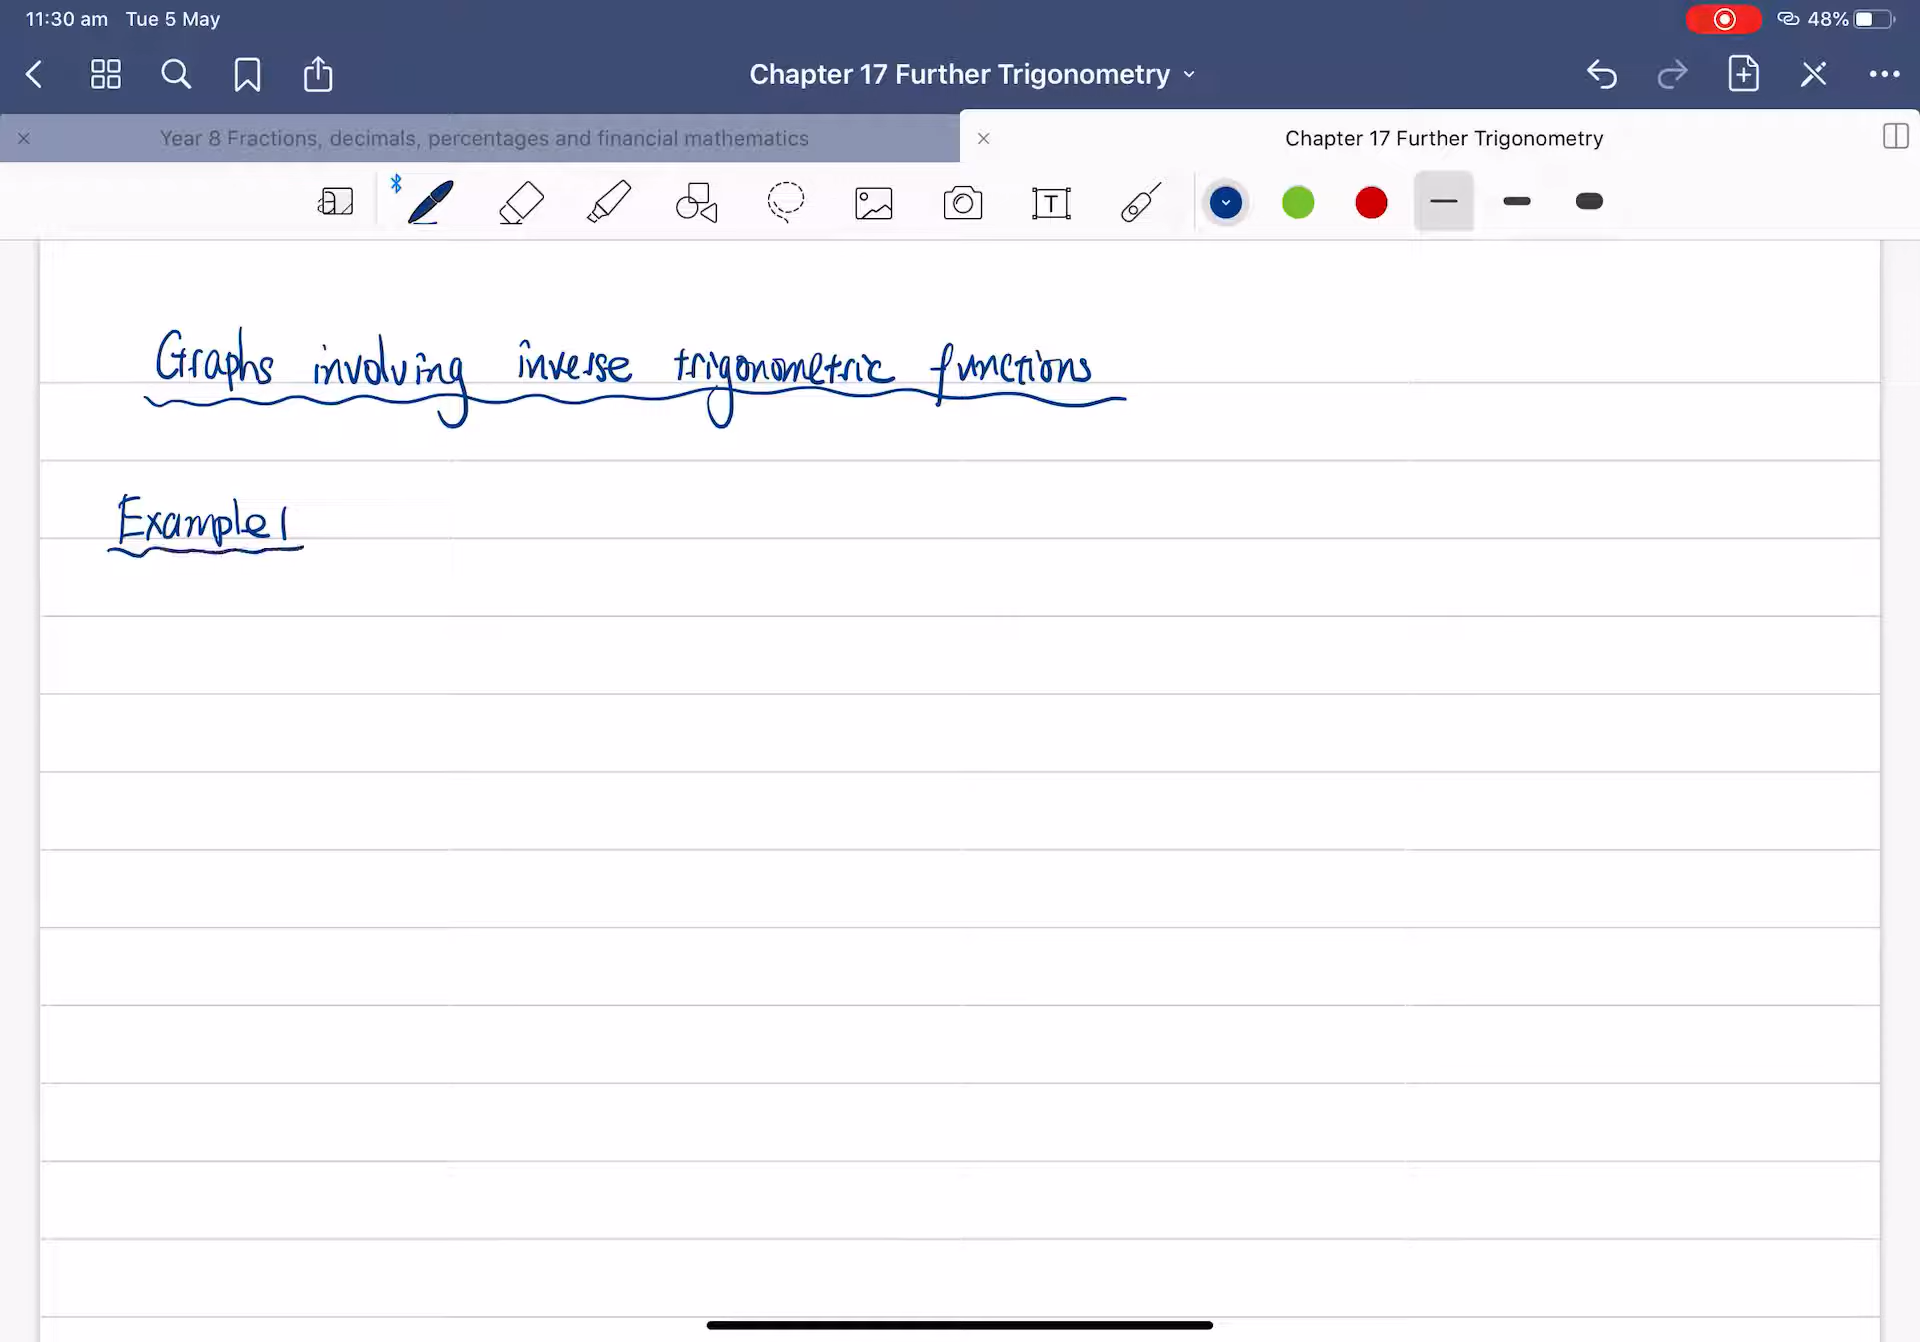 11:30 am Tue 5 May 48%
Chapter 17 Further Trigonometry
Year 8 Fractions, decimals, percentages and financial mathematics Chapter 17 Further Trigonometry
Graphs involving inverse trigonometric functions
Example 1